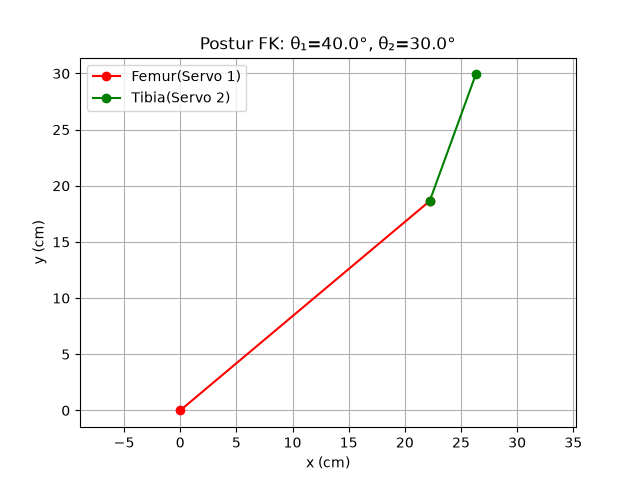 Postur FK: θ₁=40.0°, θ₂=30.0°
Femur(Servo 1)
Tibia(Servo 2)
30
25
20
15
10
5
0
y (cm)
−5 0 5 10 15 20 25 30 35
x (cm)